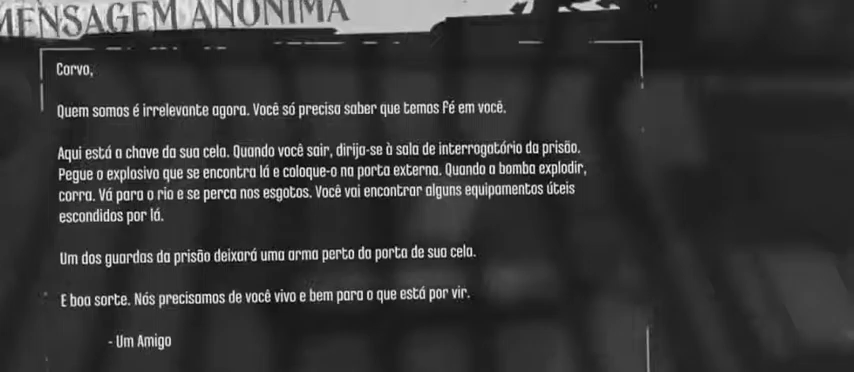 MENSAGEM ANÔNIMA
Corvo,
Quem somos é irrelevante agora. Você só precisa saber que temos fé em você.
Aqui está a chave da sua cela. Quando você sair, dirija-se à sala de interrogatório da prisão.
Pegue o explosivo que se encontra lá e coloque-o na porta externa. Quando a bomba explodir,
corra. Vá para o rio e se perca nos esgotos. Você vai encontrar alguns equipamentos úteis
escondidos por lá.
Um dos guardas da prisão deixará uma arma perto da porta de sua cela.
E boa sorte. Nós precisamos de você vivo e bem para o que está por vir.
- Um Amigo